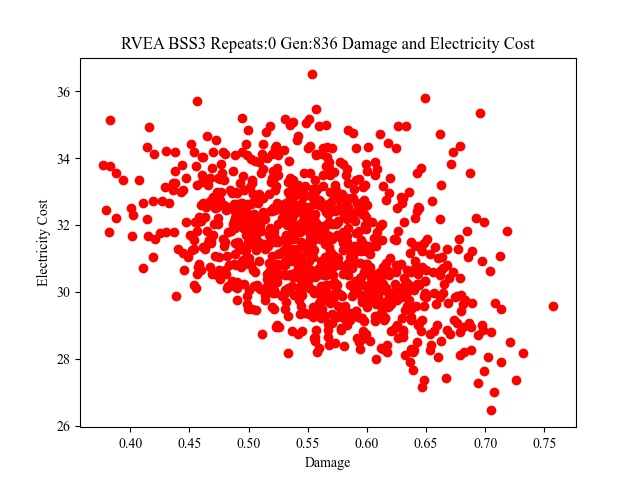 RVEA BSS3 Repeats:0 Gen:836 Damage and Electricity Cost
36
34
32
30
28
26
Electricity Cost
0.40 0.45 0.50 0.55 0.60 0.65 0.70 0.75
Damage